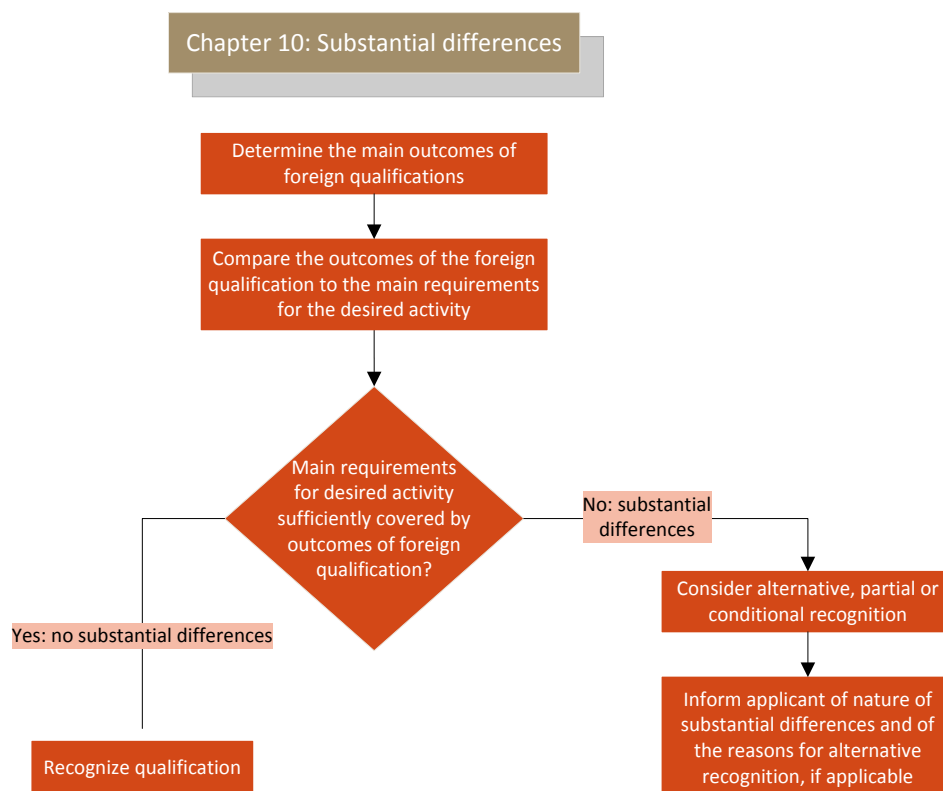 Chapter 10: Substantial differences
Determine the main outcomes of
foreign qualifications
Compare the outcomes of the foreign
qualification to the main requirements
for the desired activity
Main requirements
for desired activity
sufficiently covered by
outcomes of foreign
qualification?
No: substantial
differences
Yes: no substantial differences
Consider alternative, partial or
conditional recognition
Recognize qualification
Inform applicant of nature of
substantial differences and of
the reasons for alternative
recognition, if applicable